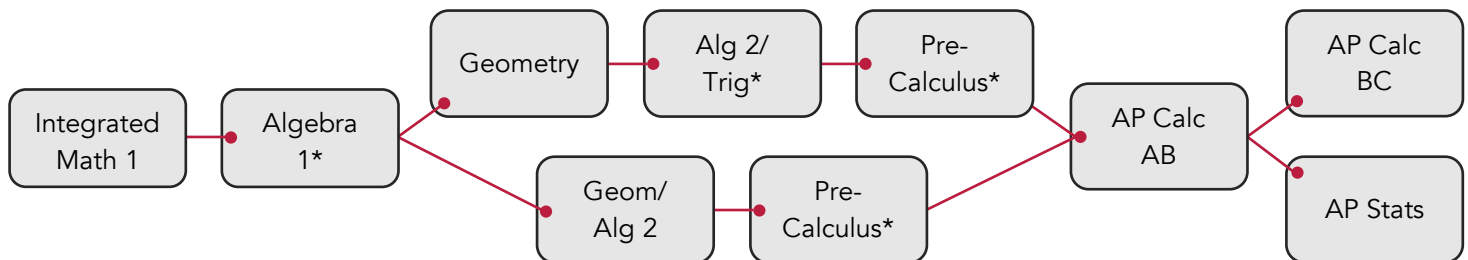 Integrated
Math 1
Algebra
1*
Geometry
Alg 2/
Trig*
Pre-
Calculus*
Geom/
Alg 2
Pre-
Calculus*
AP Calc
AB
AP Calc
BC
AP Stats